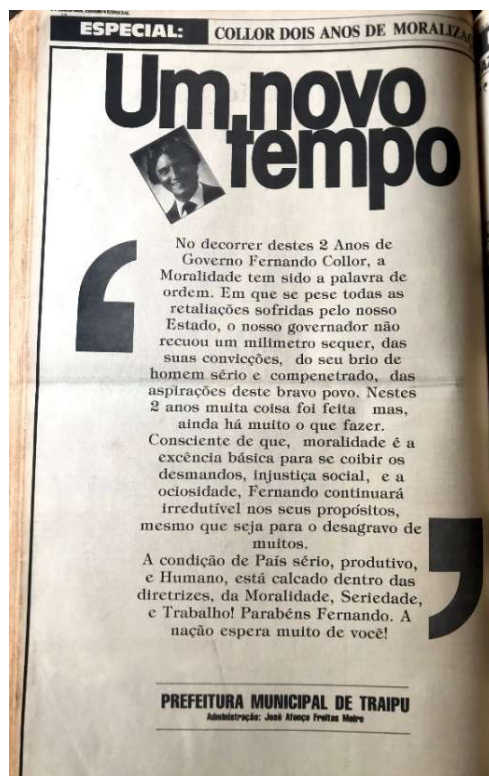 ESPECIAL: COLLOR DOIS ANOS DE
Um novo
tempo
No decorrer destes 2 Anos de
Governo Fernando Collor, a
Moralidade tem sido a palavra de
ordem. Em que se pese todas as
retaliações sofridas pelo nosso
Estado, o nosso governador não
recuou um milimetro sequer, das
suas convicções, do seu brio de
homem sério e compenetrado, das
aspirações deste bravo povo. Nestes
2 anos muita coisa foi feita mas,
ainda há muito o que fazer.
Consciente de que, moralidade é a
excência básica para se coibir os
desmandos, injustiça social, e a
ociosidade, Fernando continuará
irredutível nos seus propósitos,
mesmo que seja para o desagravo de
muitos.
A condição de País sério, produtivo,
e Humano, está calcado dentro das
diretrizes, da Moralidade, Seriedade,
e Trabalho! Parabéns Fernando. A
nação espera muito de você!
PREFEITURA MUNICIPAL DE TRAIPU
Administração: José Afonço Freitas Melro